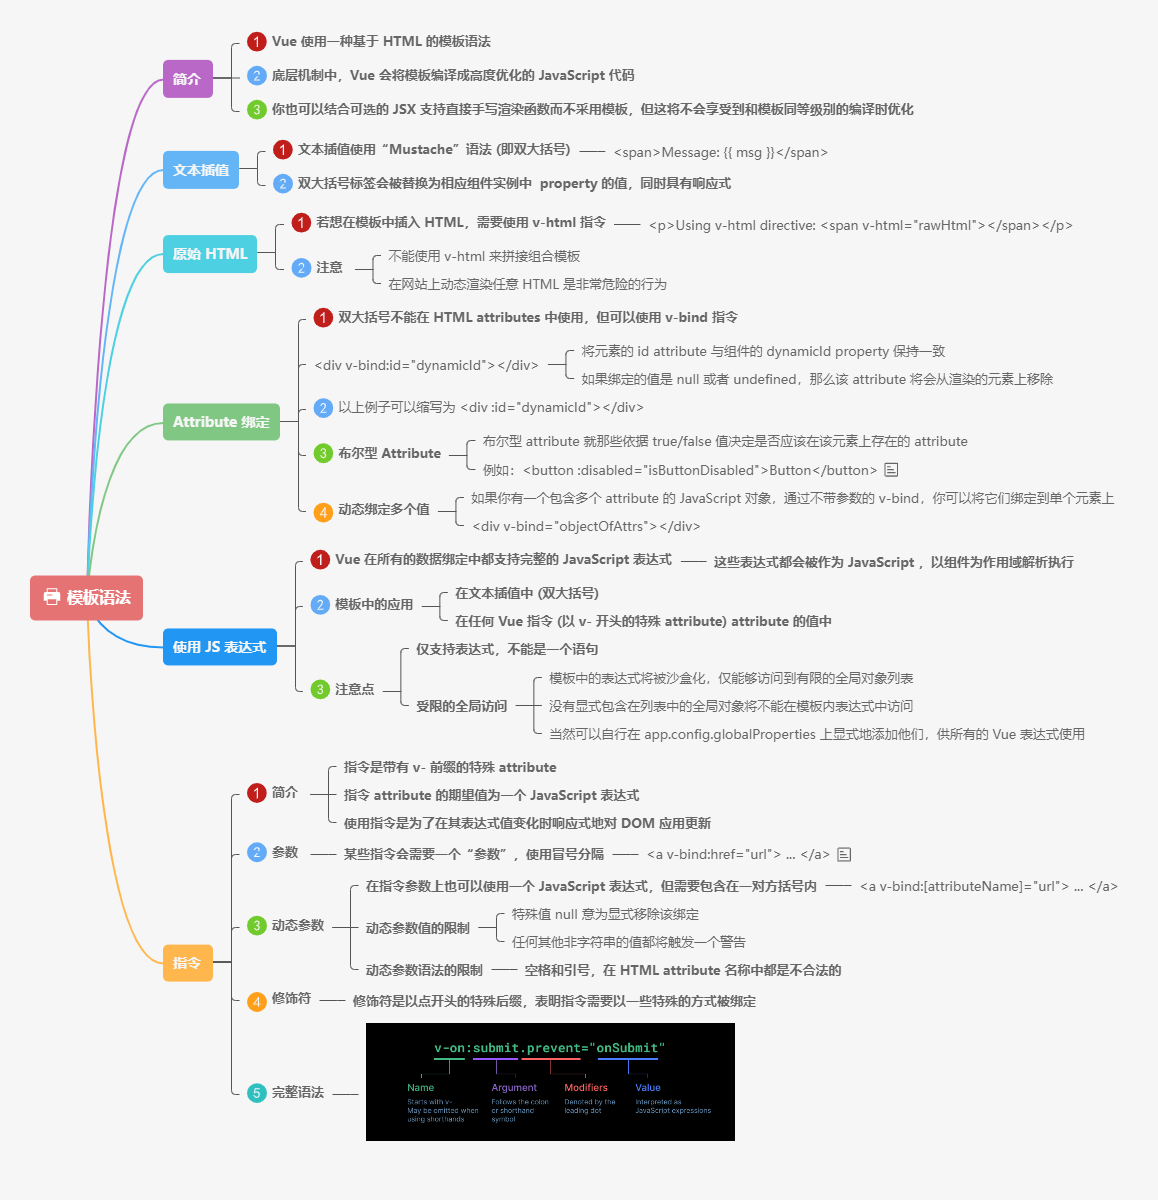 模板语法
简介
1 Vue 使用一种基于 HTML 的模板语法
2 底层机制中，Vue 会将模板编译成高度优化的 JavaScript 代码
3 你也可以结合可选的 JSX 支持直接手写渲染函数而不采用模板，但这将不会享受到和模板同等级别的编译时优化
文本插值
1 文本插值使用“Mustache”语法 (即双大括号)
<span>Message: {{ msg }}</span>
2 双大括号标签会被替换为相应组件实例中 property 的值，同时具有响应式
原始 HTML
1 若想在模板中插入 HTML，需要使用 v-html 指令
<p>Using v-html directive: <span v-html="rawHtml"></span></p>
2 注意
不能使用 v-html 来拼接组合模板
在网站上动态渲染任意 HTML 是非常危险的行为
Attribute 绑定
1 双大括号不能在 HTML attributes 中使用，但可以使用 v-bind 指令
<div v-bind:id="dynamicId"></div>
将元素的 id attribute 与组件的 dynamicId property 保持一致
如果绑定的值是 null 或者 undefined，那么该 attribute 将会从渲染的元素上移除
2 以上例子可以缩写为 <div :id="dynamicId"></div>
3 布尔型 Attribute
布尔型 attribute 就那些依据 true/false 值决定是否应该在该元素上存在的 attribute
例如：<button :disabled="isButtonDisabled">Button</button>
4 动态绑定多个值
如果你有一个包含多个 attribute 的 JavaScript 对象，通过不带参数的 v-bind，你可以将它们绑定到单个元素上
<div v-bind="objectOfAttrs"></div>
使用 JS 表达式
1 Vue 在所有的数据绑定中都支持完整的 JavaScript 表达式
这些表达式都会被作为 JavaScript ，以组件为作用域解析执行
2 模板中的应用
在文本插值中 (双大括号)
在任何 Vue 指令 (以 v- 开头的特殊 attribute) attribute 的值中
3 注意点
仅支持表达式，不能是一个语句
受限的全局访问
模板中的表达式将被沙盒化，仅能够访问到有限的全局对象列表
没有显式包含在列表中的全局对象将不能在模板内表达式中访问
当然可以自行在 app.config.globalProperties 上显式地添加他们，供所有的 Vue 表达式使用
指令
1 简介
指令是带有 v- 前缀的特殊 attribute
指令 attribute 的期望值为一个 JavaScript 表达式
使用指令是为了在其表达式值变化时响应式地对 DOM 应用更新
2 参数
某些指令会需要一个“参数”，使用冒号分隔
<a v-bind:href="url"> ... </a>
3 动态参数
在指令参数上也可以使用一个 JavaScript 表达式，但需要包含在一对方括号内
<a v-bind:[attributeName]="url"> ... </a>
动态参数值的限制
特殊值 null 意为显式移除该绑定
任何其他非字符串的值都将触发一个警告
动态参数语法的限制
空格和引号，在 HTML attribute 名称中都是不合法的
4 修饰符
修饰符是以点开头的特殊后缀，表明指令需要以一些特殊的方式被绑定
5 完整语法
v-on:submit.prevent="onSubmit"
Name
Starts with v-
May be omitted when
using shorthands
Argument
Follows the colon
or shorthand
symbol
Modifiers
Denoted by the
leading dot
Value
Interpreted as
JavaScript expressions